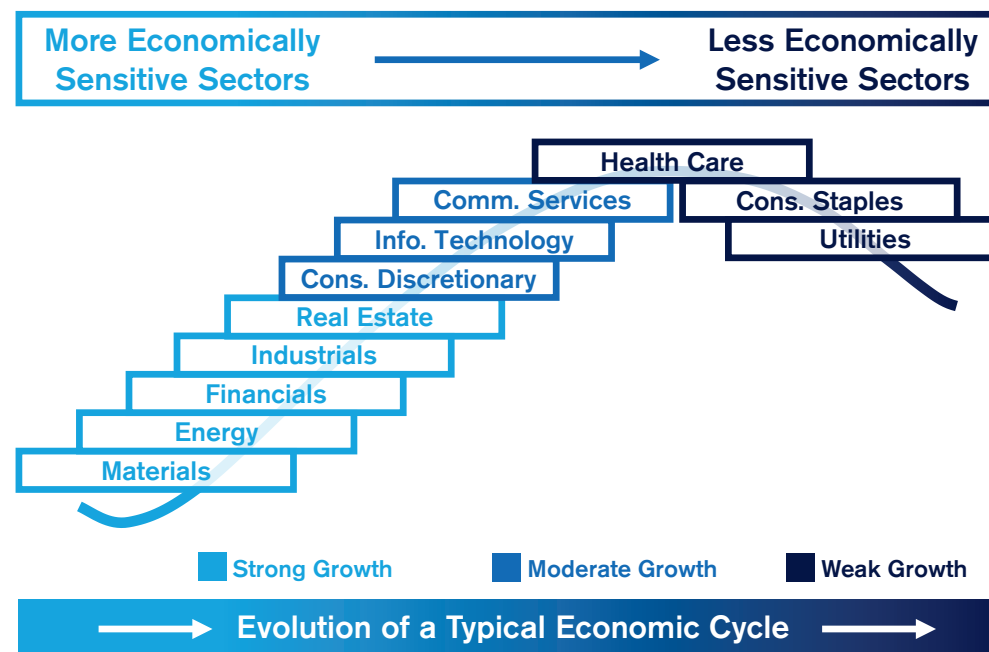 More Economically
Sensitive Sectors
Less Economically
Sensitive Sectors
Health Care
Comm. Services
Cons. Staples
Info. Technology
Utilities
Cons. Discretionary
Real Estate
Industrials
Financials
Energy
Materials
Strong Growth
Moderate Growth
Weak Growth
Evolution of a Typical Economic Cycle